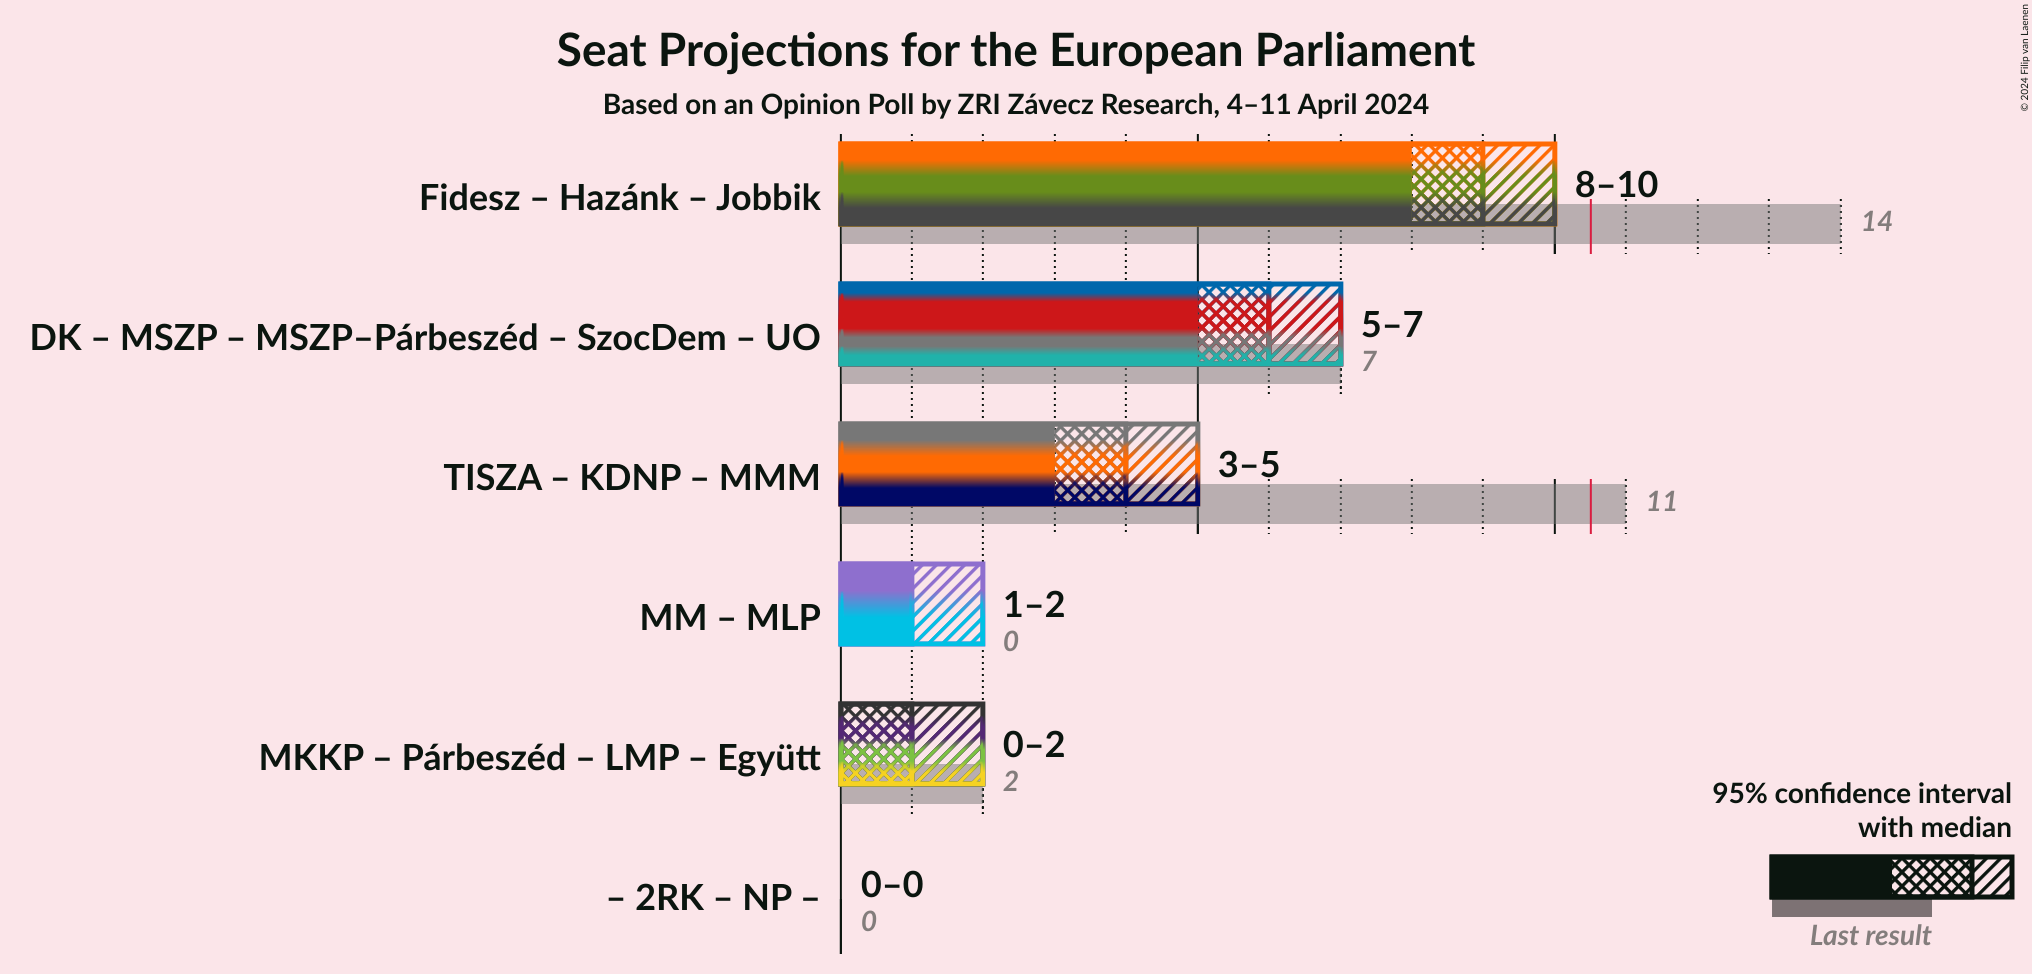 Seat Projections for the European Parliament
Based on an Opinion Poll by ZRI Závecz Research, 4–11 April 2024
© 2024 Filip van Laenen
Fidesz – Hazánk – Jobbik
8–10
14
DK – MSZP – MSZP–Párbeszéd – SzocDem – UO
5–7
7
TISZA – KDNP – MMM
3–5
11
MM – MLP
1–2
0
MKKP – Párbeszéd – LMP – Együtt
0–2
2
– 2RK – NP –
0–0
0
95% confidence interval
with median
Last result